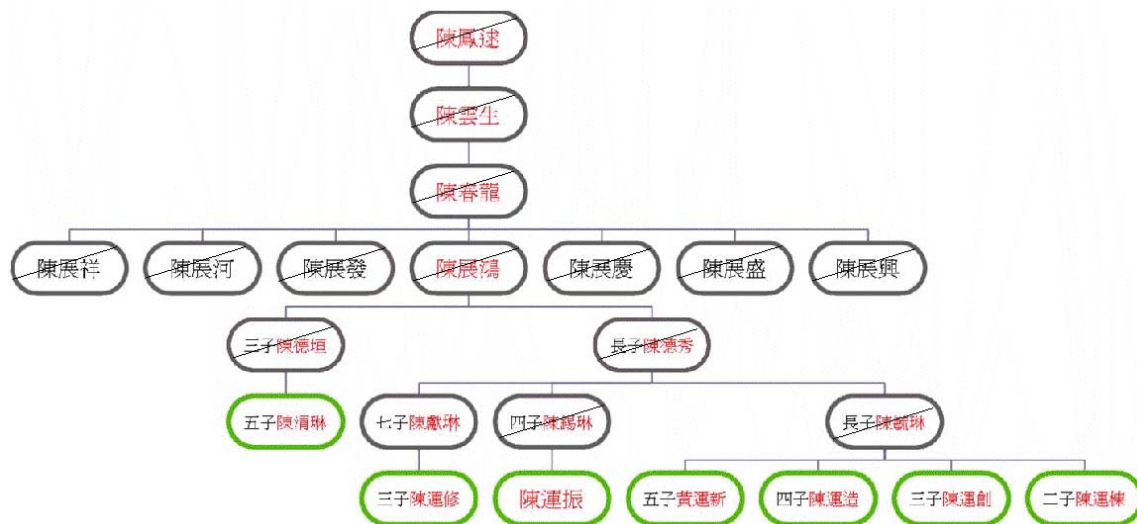 陳鳳逑
陳雲生
陳春龍
陳展祥 陳展河 陳展發 陳展鴻 陳展慶 陳展盛 陳展興
三子陳德垣 長子陳德秀
五子陳涓琳 七子陳獻琳 四子陳錫琳 長子陳毓琳
三子陳運修 陳運振 五子黃運新 四子陳運造 三子陳運創 二子陳運棟